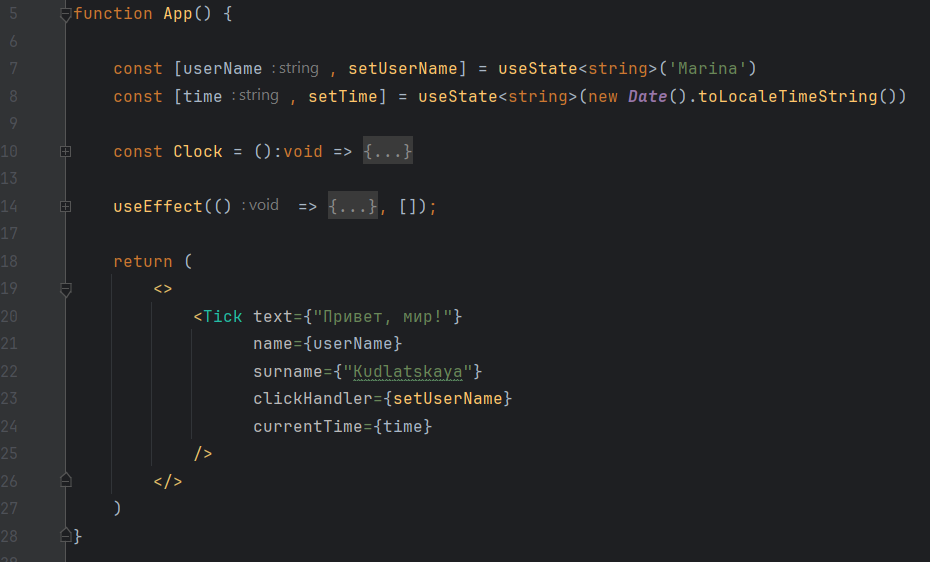 5 function App() {
6
7 const [userName : string , setUserName] = useState<string>('Marina')
8 const [time : string , setTime] = useState<string>(new Date().toLocaleTimeString())
9
10 const Clock = ():void => {...}
13
14 useEffect(() : void => {...}, []);
17
18 return (
19 <>
20 <Tick text={"Привет, мир!"}
21 name={userName}
22 surname={"Kudlatskaya"}
23 clickHandler={setUserName}
24 currentTime={time}
25 />
26 </>
27 )
28 }